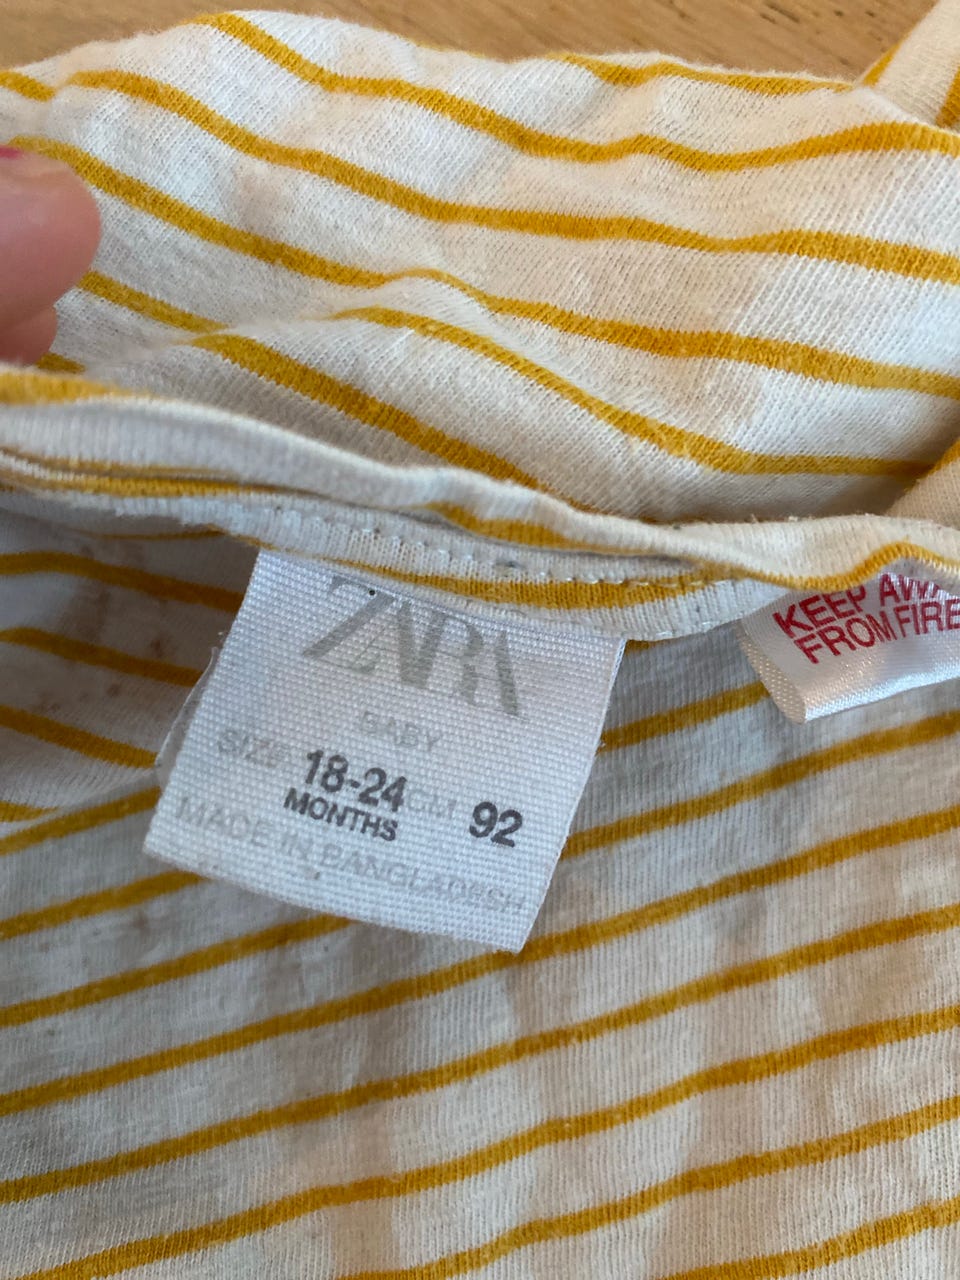 ZARA
BABY
SIZE 18-24 MONTHS CM 92
MADE IN BANGLADESH
KEEP AWA
FROM FIRE